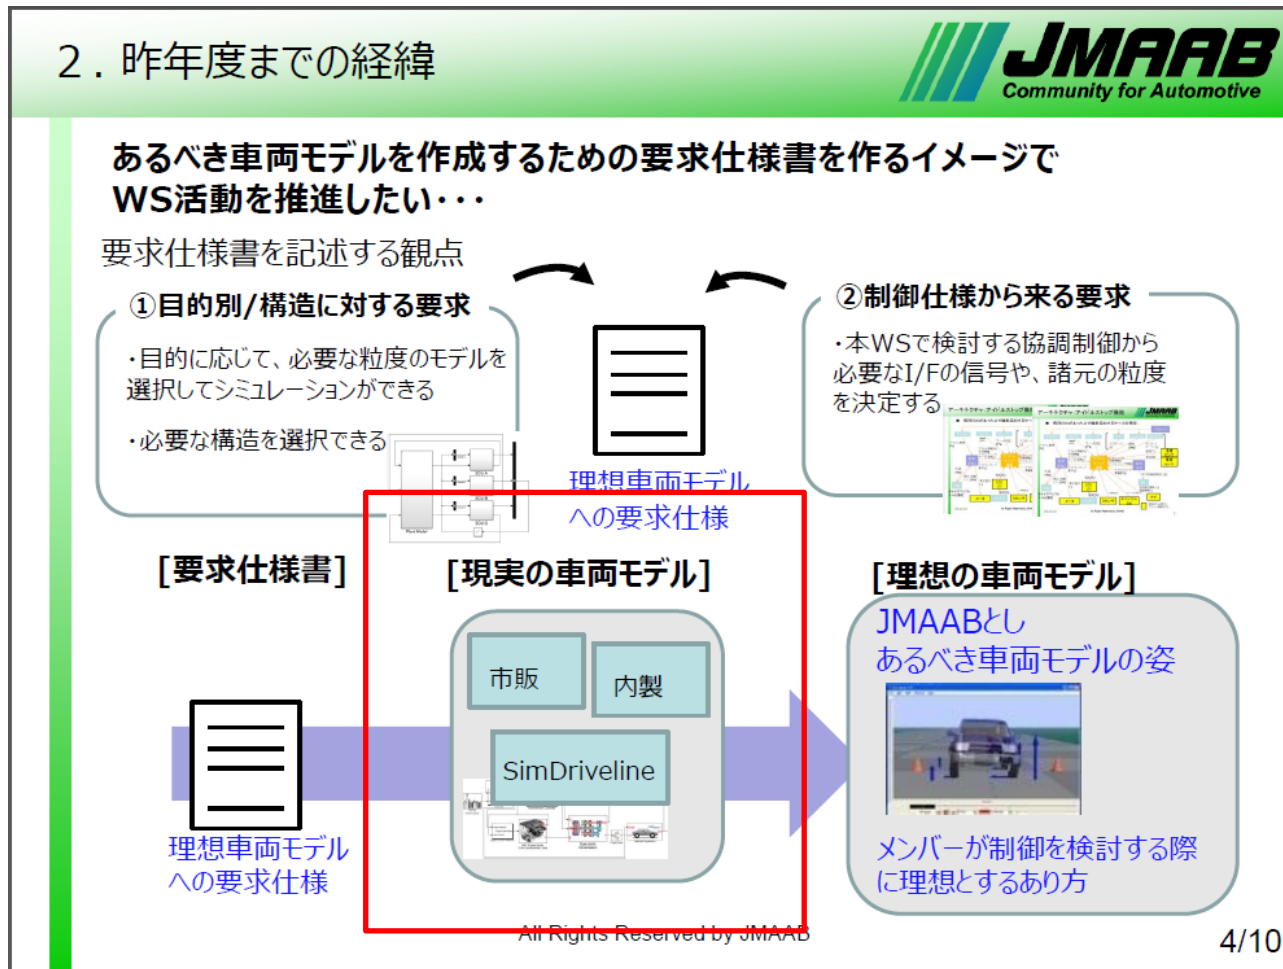 ２. 昨年度までの経緯
JMAAB
Community for Automotive
あるべき車両モデルを作成するための要求仕様書を作るイメージで
WS活動を推進したい･･･
要求仕様書を記述する観点
①目的別/構造に対する要求
・目的に応じて、必要な粒度のモデルを
選択してシミュレーションができる
・必要な構造を選択できる
理想車両モデル
への要求仕様
②制御仕様から来る要求
・本WSで検討する協調制御から
必要なI/Fの信号や、諸元の粒度
を決定する
[要求仕様書]
[現実の車両モデル]
[理想の車両モデル]
理想車両モデル
への要求仕様
市販
内製
SimDriveline
JMAABとし
あるべき車両モデルの姿
メンバーが制御を検討する際
に理想とするあり方
All Rights Reserved by JMAAB
4/10